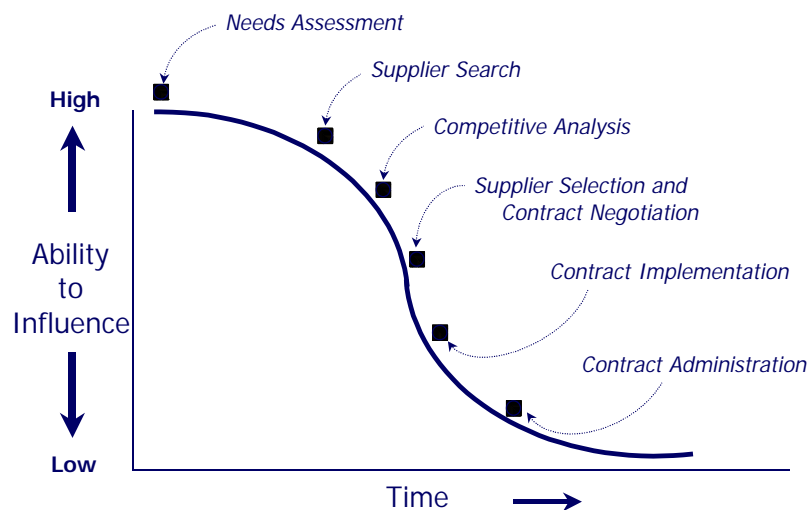 Needs Assessment
Supplier Search
High
Competitive Analysis
Supplier Selection and
Contract Negotiation
Ability
to
Influence
Contract Implementation
Contract Administration
Low
Time